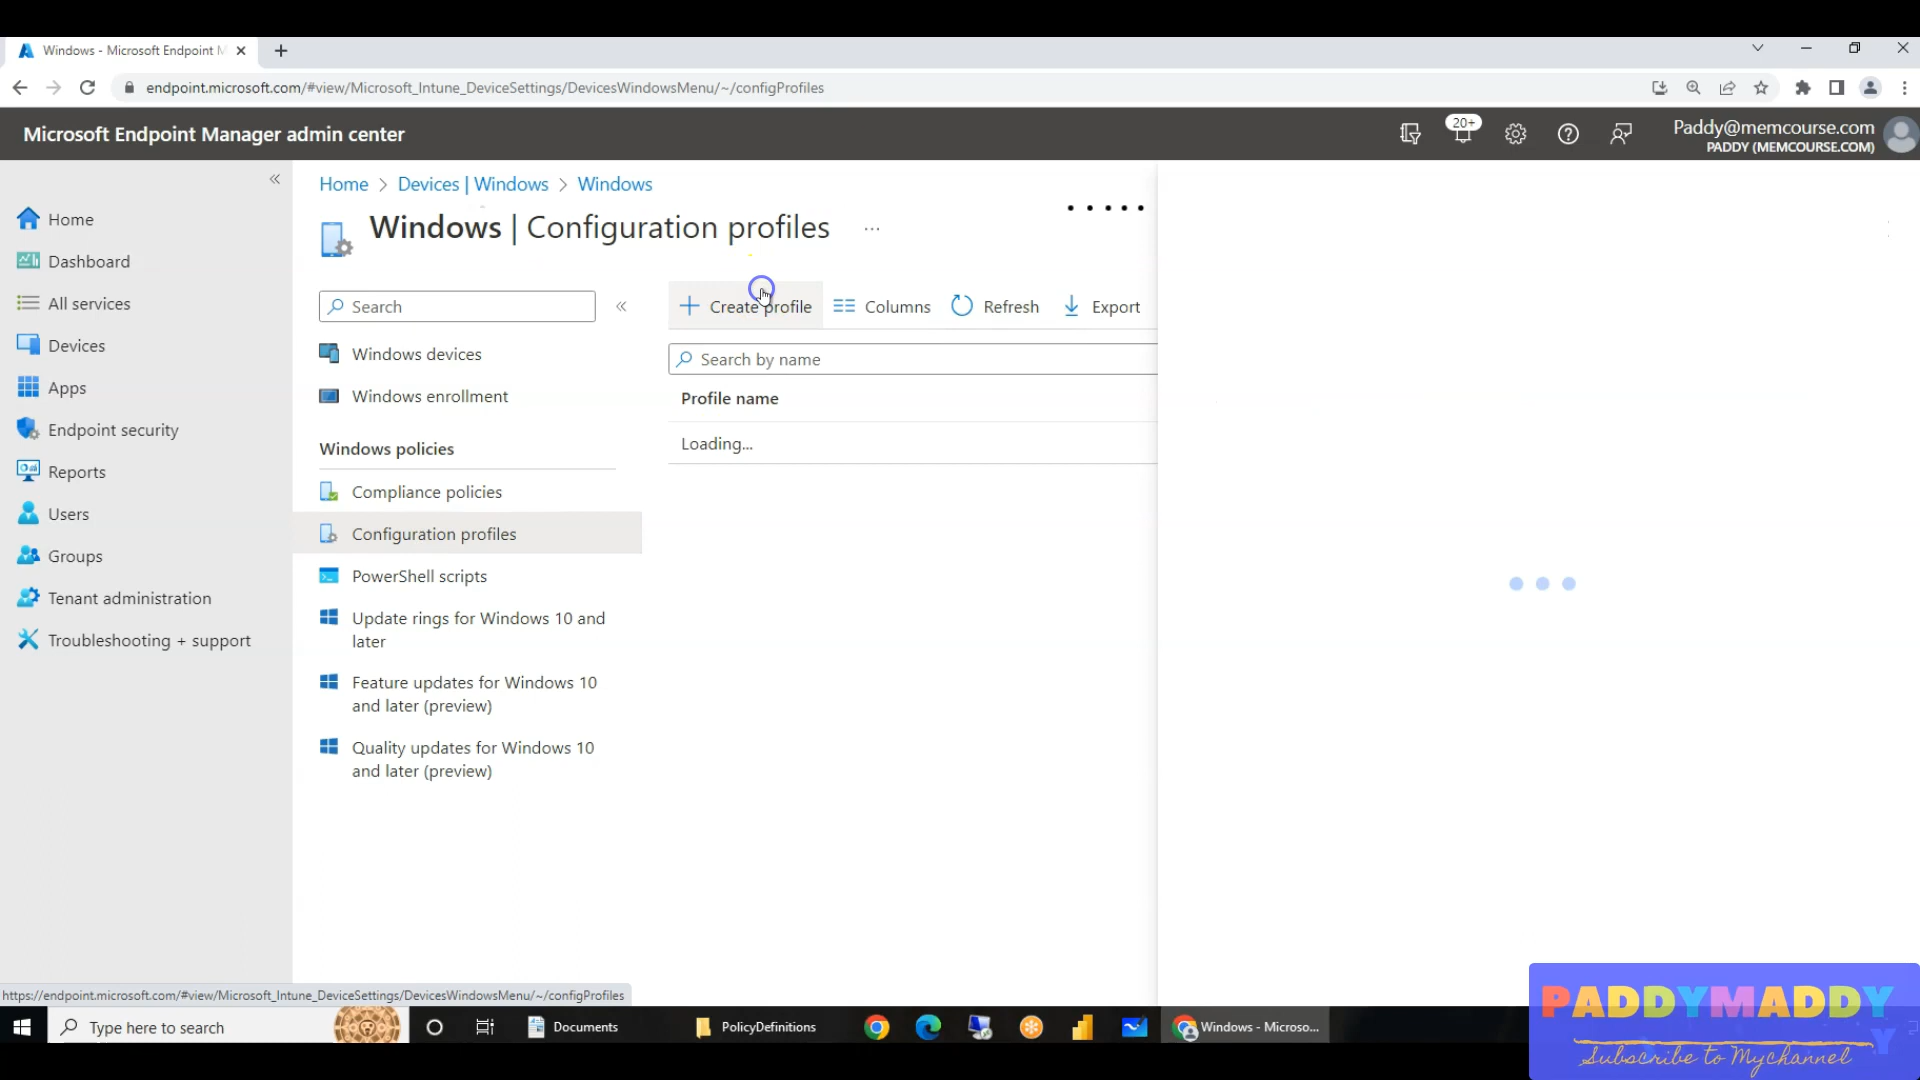 Windows - Microsoft Endpoint M
endpoint.microsoft.com/#view/Microsoft_Intune_DeviceSettings/DevicesWindowsMenu/~/configProfiles
Microsoft Endpoint Manager admin center
20+
Paddy@memcourse.com
PADDY (MEMCOURSE.COM)
Home > Devices | Windows > Windows
Windows | Configuration profiles
Home
Dashboard
All services
Devices
Apps
Endpoint security
Reports
Users
Groups
Tenant administration
Troubleshooting + support
Search
Windows devices
Windows enrollment
Windows policies
Compliance policies
Configuration profiles
PowerShell scripts
Update rings for Windows 10 and
later
Feature updates for Windows 10
and later (preview)
Quality updates for Windows 10
and later (preview)
Create profile
Columns
Refresh
Export
Search by name
Profile name
Loading...
https://endpoint.microsoft.com/#view/Microsoft_Intune_DeviceSettings/DevicesWindowsMenu/~/configProfiles
Type here to search
Documents
PolicyDefinitions
Windows - Microso...
PADDYMADDY
Y
Subscribe to Mychannel